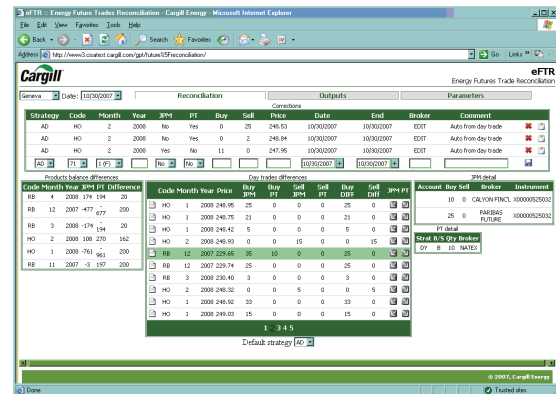 eFTR :: Energy Future Trades Reconciliation - Cargill Energy - Microsoft Internet Explorer
File Edit View Favorites Tools Help
Back Search Favorites
Address http://www3.cisatest.cargill.com/gpt/future%5Freconciliation/ Go Links
Cargill eFTR
Energy Futures Trade Reconciliation
Geneva Date: 10/30/2007 Reconciliation Outputs Parameters
Corrections
Strategy Code Month Year JPM PT Buy Sell Price Date End Broker Comment
AD HO 2 2008 No Yes 0 25 248.53 10/30/2007 10/30/2007 EDIT Auto from day trade
AD HO 2 2008 No Yes 0 2 248.84 10/30/2007 10/30/2007 EDIT Auto from day trade
AD HO 2 2008 Yes No 11 0 247.95 10/30/2007 10/30/2007 EDIT Auto from day trade
AD 71 1 (F) No No 10/30/2007 10/30/2007
Products balance differences
Code Month Year JPM PT Difference
RB 4 2008 174 194 20
RB 12 2007 -477 -677 200
RB 3 2008 -174 -194 20
HO 2 2008 108 270 162
HO 1 2008 -761 -961 200
RB 11 2007 -3 197 200
Day trades differences
Code Month Year Price Buy JPM Buy PT Sell JPM Sell PT Buy DIFF Sell Diff JPM PT
HO 1 2008 248.95 25 0 0 0 25 0
HO 1 2008 248.75 21 0 0 0 21 0
HO 1 2008 248.42 5 0 0 0 5 0
HO 2 2008 248.93 0 0 15 0 0 15
RB 12 2007 229.65 35 10 0 0 25 0
RB 12 2007 229.74 25 0 0 0 25 0
RB 3 2008 230.40 3 0 0 0 3 0
HO 2 2008 248.32 0 0 5 0 0 5
HO 1 2008 248.92 33 0 0 0 33 0
HO 1 2008 249.03 15 0 0 0 15 0
1 2 3 4 5
Default strategy AD
JPM detail
Account Buy Sell Broker Instrument
10 0 CALYON FINCL X00000525032
25 0 PARIBAS FUTURE X00000525032
PT detail
Strat B/S Qty Broker
DY B 10 NATEX
© 2007, Cargill Energy
Done Trusted sites